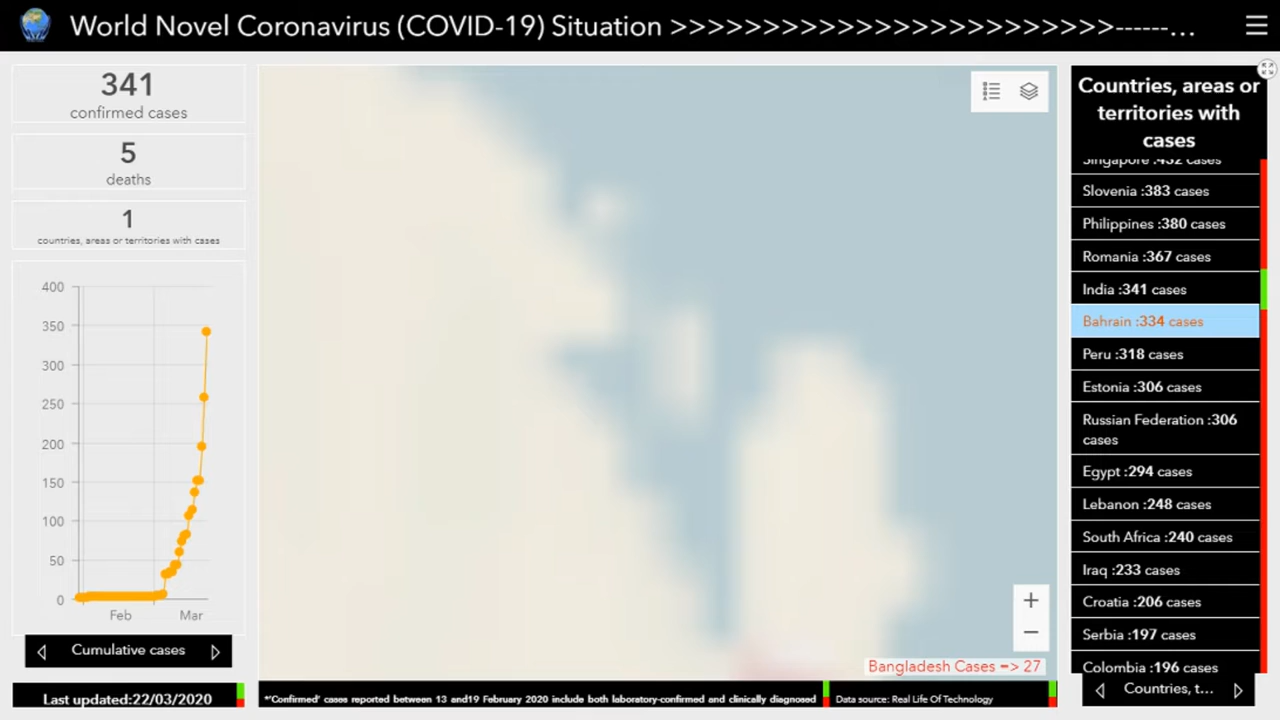 World Novel Coronavirus (COVID-19) Situation >>>>>>>>>>>>>>>>>>>>>>>>------...
341
confirmed cases
5
deaths
1
countries, areas or territories with cases
400
350
300
250
200
150
100
50
0
Feb
Mar
Cumulative cases
Last updated:22/03/2020
Bangladesh Cases => 27
*'Confirmed' cases reported between 13 and19 February 2020 include both laboratory-confirmed and clinically diagnosed
Data source: Real Life Of Technology
Countries, areas or
territories with
cases
Singapore :432 cases
Slovenia :383 cases
Philippines :380 cases
Romania :367 cases
India :341 cases
Bahrain :334 cases
Peru :318 cases
Estonia :306 cases
Russian Federation :306
cases
Egypt :294 cases
Lebanon :248 cases
South Africa :240 cases
Iraq :233 cases
Croatia :206 cases
Serbia :197 cases
Colombia :196 cases
Countries, t...